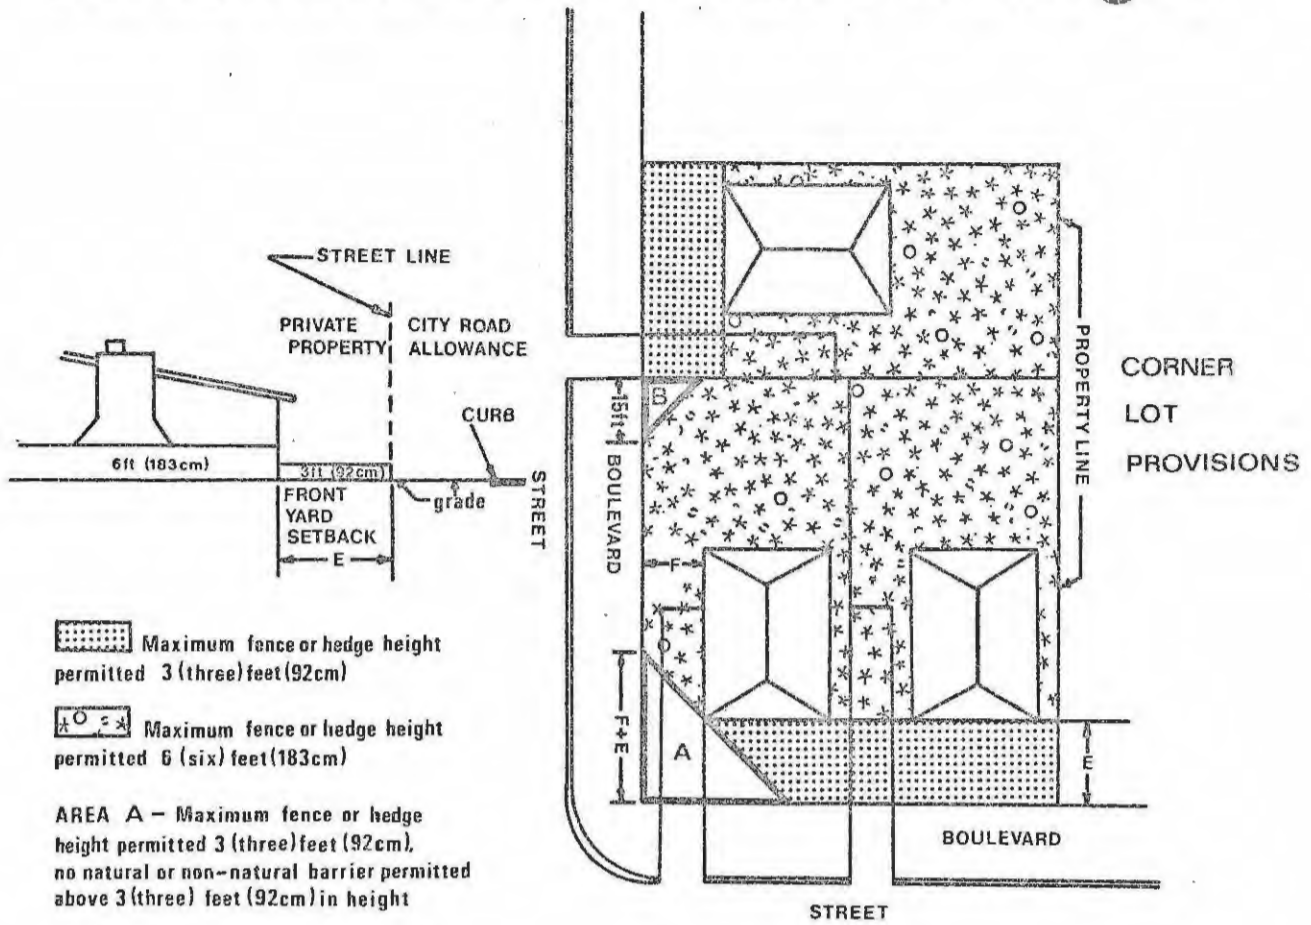 STREET LINE
PRIVATE
PROPERTY
CITY ROAD
ALLOWANCE
CURB
6ft (183cm)
3ft (92cm)
FRONT
YARD
SETBACK
E
grade
STREET
Maximum fence or hedge height
permitted 3 (three) feet (92cm)
Maximum fence or hedge height
permitted 6 (six) feet (183cm)
AREA A – Maximum fence or hedge
height permitted 3 (three) feet (92cm),
no natural or non-natural barrier permitted
above 3 (three) feet (92cm) in height
B
15ft
BOULEVARD
F
F+E
A
E
PROPERTY LINE
BOULEVARD
STREET
CORNER
LOT
PROVISIONS